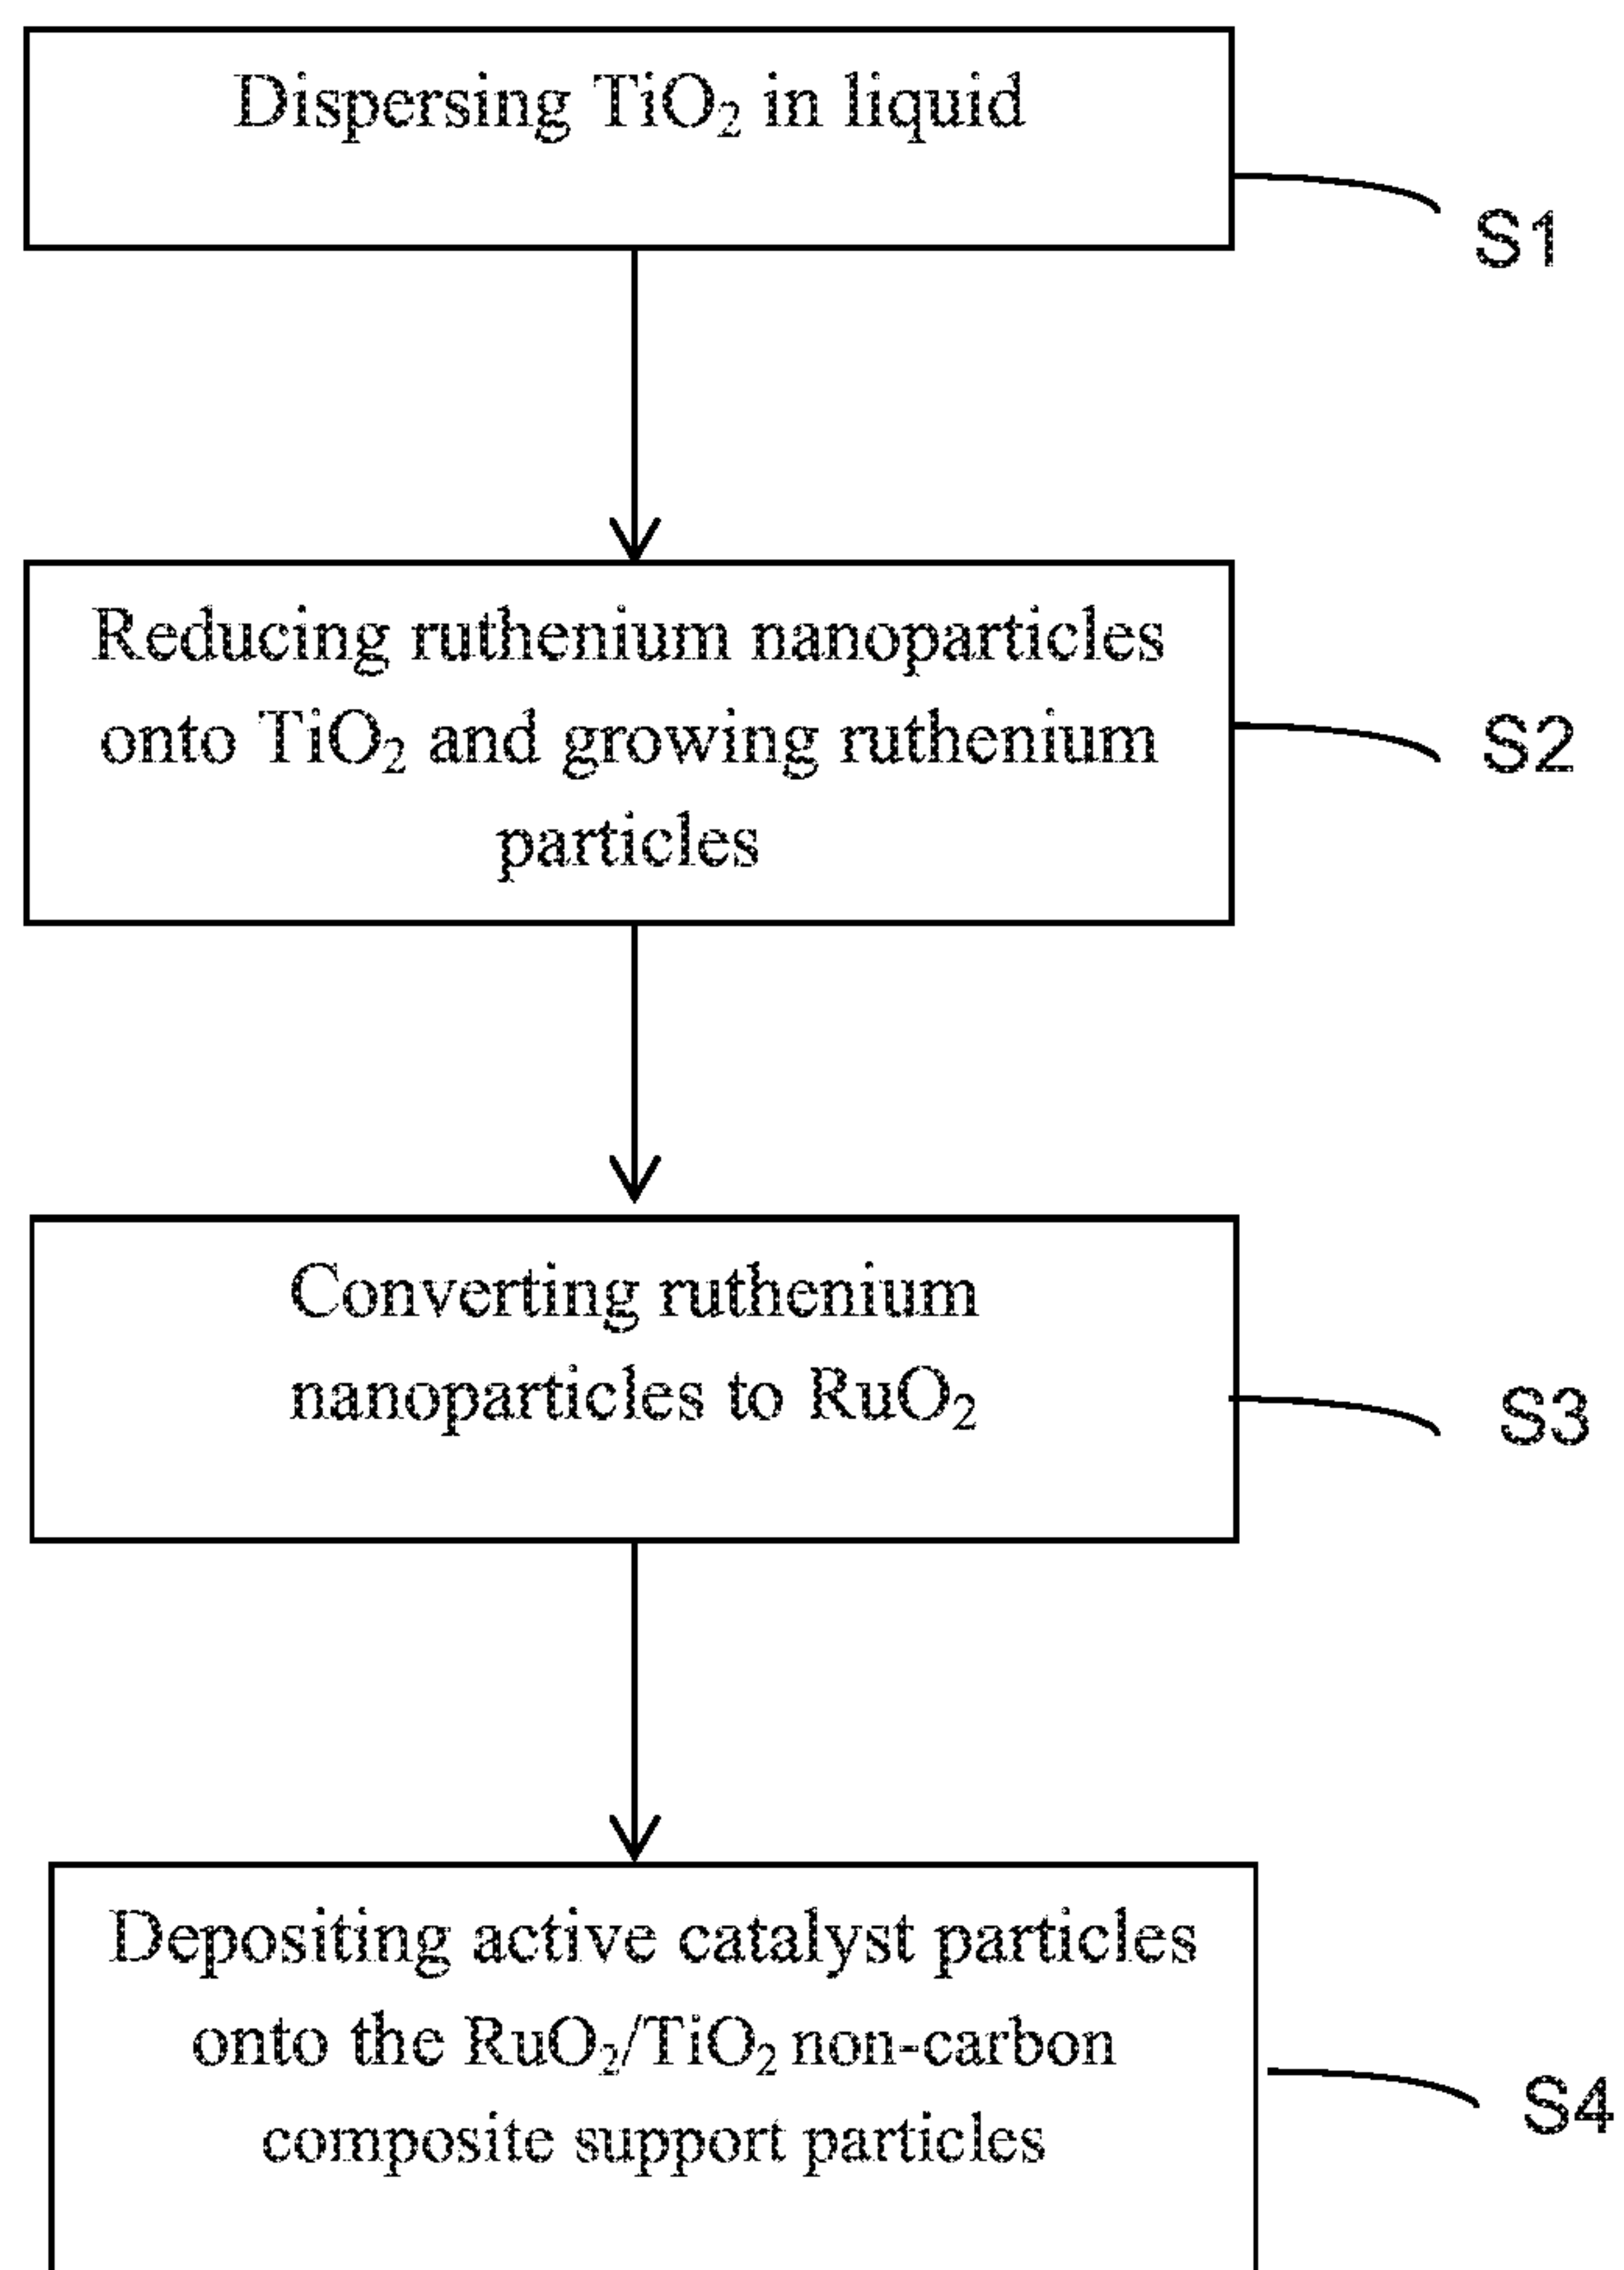 Dispersing TiO₂ in liquid
S1
Reducing ruthenium nanoparticles
onto TiO₂ and growing ruthenium
particles
S2
Converting ruthenium
nanoparticles to RuO₂
S3
Depositing active catalyst particles
onto the RuO₂/TiO₂ non-carbon
composite support particles
S4